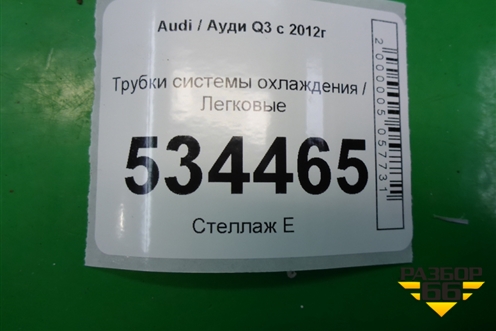 Audi / Ауди Q3 с 2012г
Трубки системы охлаждения /
Легковые
534465
Стеллаж Е
2000005057731
РАЗБОР
66